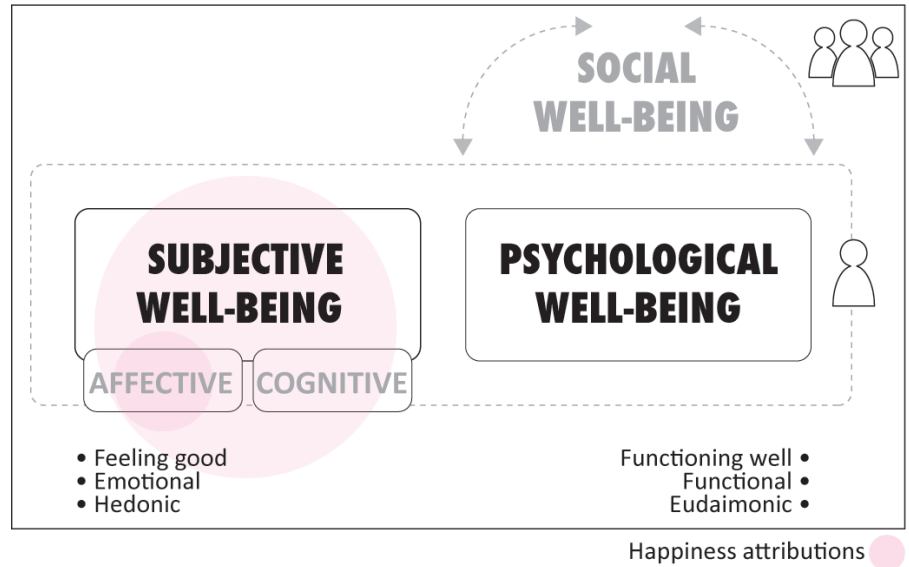 SOCIAL
WELL-BEING
SUBJECTIVE
WELL-BEING
PSYCHOLOGICAL
WELL-BEING
AFFECTIVE
COGNITIVE
• Feeling good
• Emotional
• Hedonic
Functioning well •
Functional •
Eudaimonic •
Happiness attributions